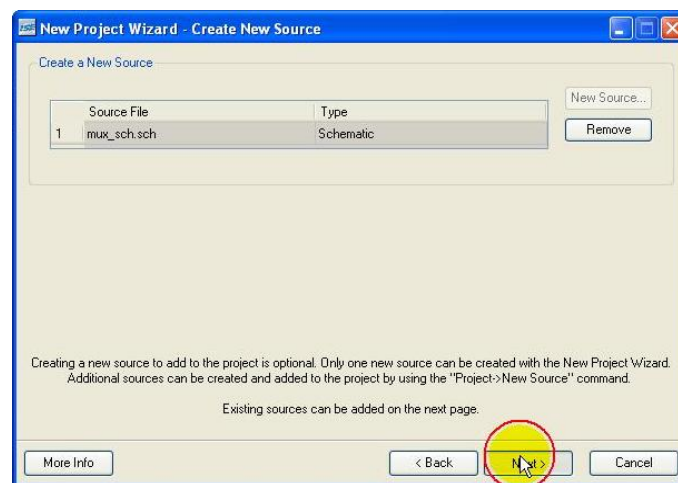 New Project Wizard - Create New Source
Create a New Source
New Source...
Source File Type
1 mux_sch.sch Schematic
Remove
Creating a new source to add to the project is optional. Only one new source can be created with the New Project Wizard.
Additional sources can be created and added to the project by using the "Project->New Source" command.
Existing sources can be added on the next page.
More Info < Back Next > Cancel